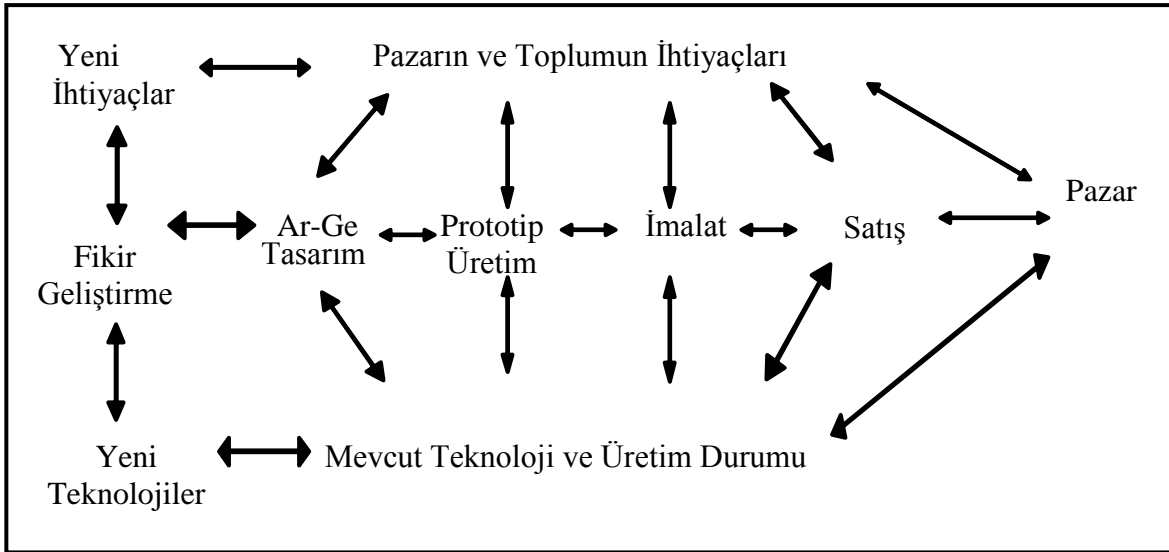 Yeni
İhtiyaçlar
Pazarın ve Toplumun İhtiyaçları
Pazar
Fikir
Geliştirme
Ar-Ge
Tasarım
Prototip
Üretim
İmalat
Satış
Yeni
Teknolojiler
Mevcut Teknoloji ve Üretim Durumu